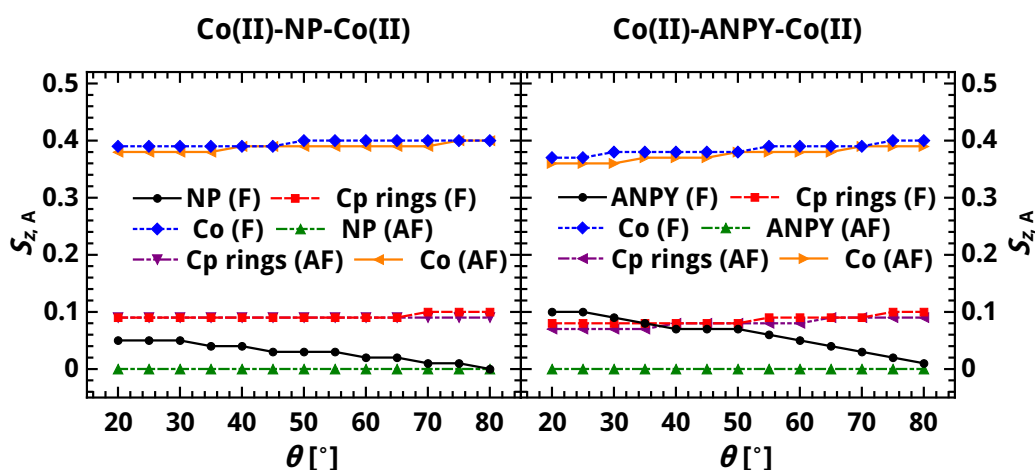 Co(II)-NP-Co(II) Co(II)-ANPY-Co(II)
0.5 0.5
0.4 0.4
0.3 0.3
0.2 0.2
0.1 0.1
0 0
S_{z, A} S_{z, A}
NP (F) Cp rings (F)
Co (F) NP (AF)
Cp rings (AF) Co (AF)
ANPY (F) Cp rings (F)
Co (F) ANPY (AF)
Cp rings (AF) Co (AF)
20 30 40 50 60 70 80 20 30 40 50 60 70 80
θ [°] θ [°]